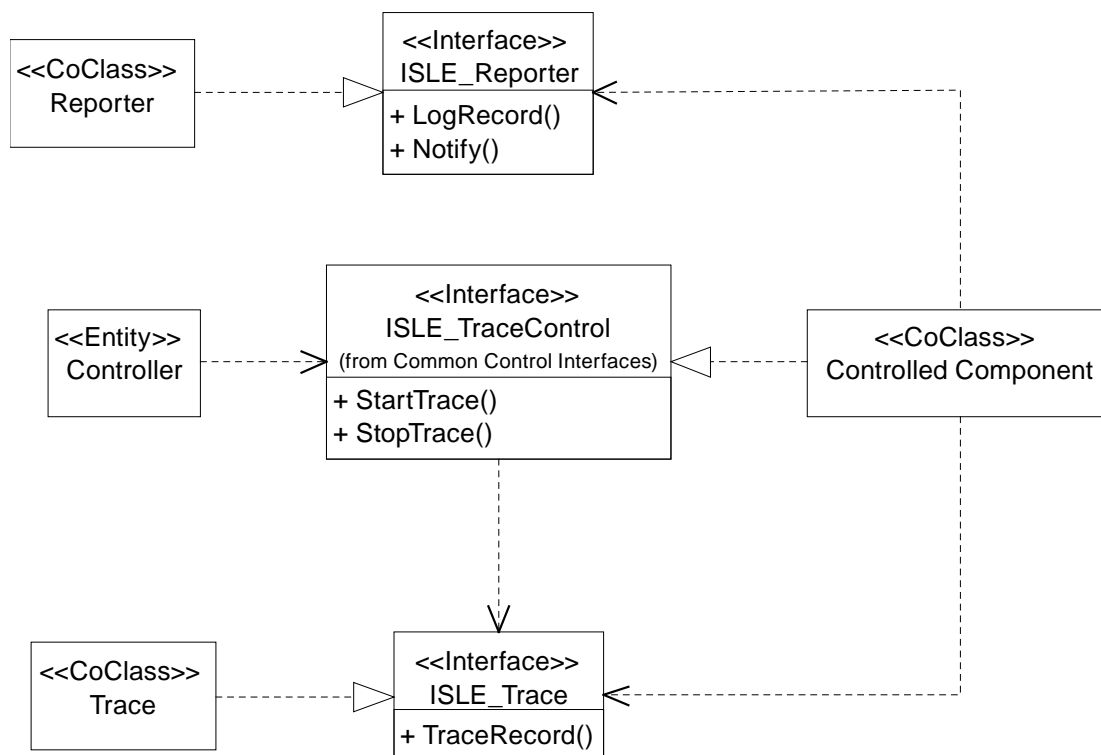 <<CoClass>>
Reporter
<<Interface>>
ISLE_Reporter
+ LogRecord()
+ Notify()
<<Entity>>
Controller
<<Interface>>
ISLE_TraceControl
(from Common Control Interfaces)
+ StartTrace()
+ StopTrace()
<<CoClass>>
Controlled Component
<<CoClass>>
Trace
<<Interface>>
ISLE_Trace
+ TraceRecord()